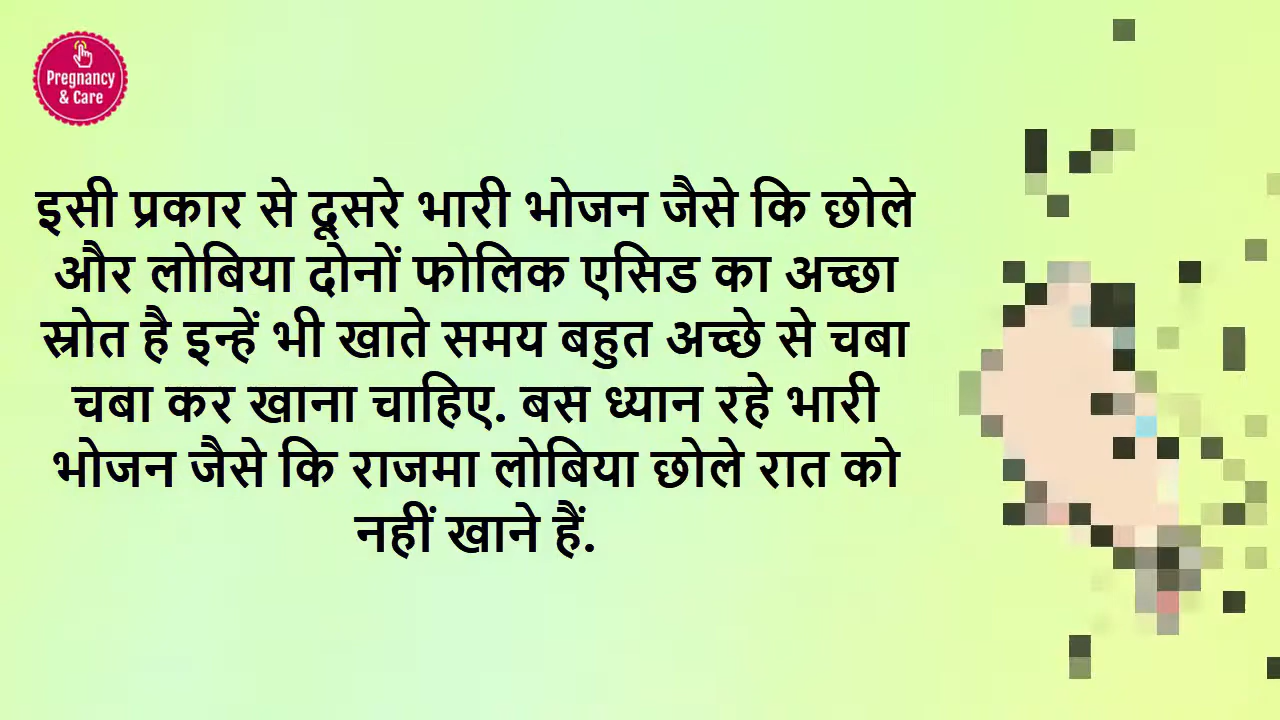 Pregnancy
& Care
इसी प्रकार से दूसरे भारी भोजन जैसे कि छोले
और लोबिया दोनों फोलिक एसिड का अच्छा
स्रोत है इन्हें भी खाते समय बहुत अच्छे से चबा
चबा कर खाना चाहिए. बस ध्यान रहे भारी
भोजन जैसे कि राजमा लोबिया छोले रात को
नहीं खाने हैं.